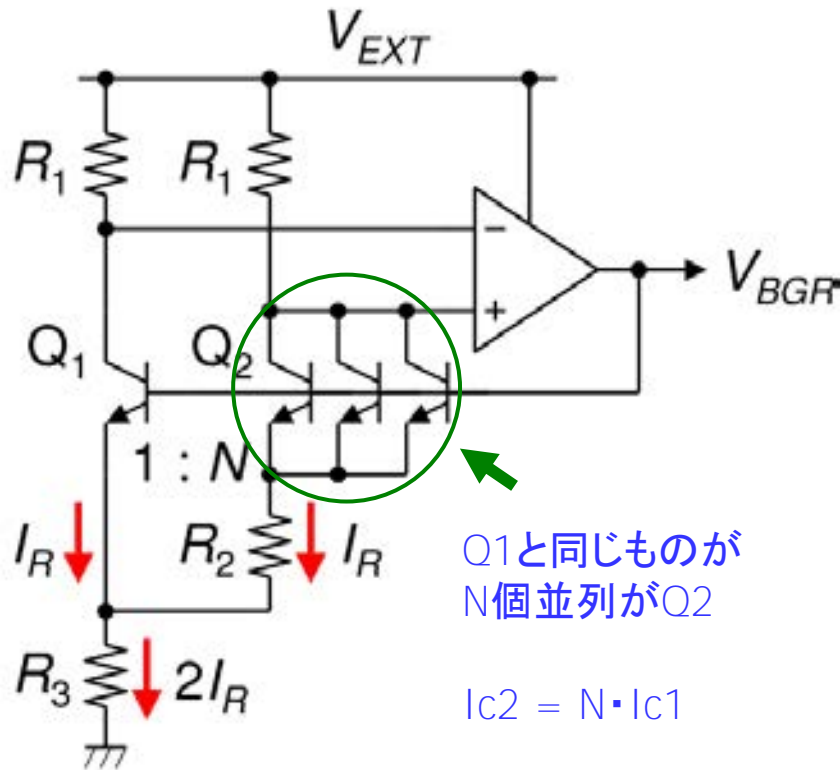 V_EXT
R₁ R₁
−
V_BGR
+
Q₁ Q₂
1 : N
I_R R₂ I_R
Q1と同じものが
N個並列がQ2
R₃ 2I_R
Ic2 = N・Ic1